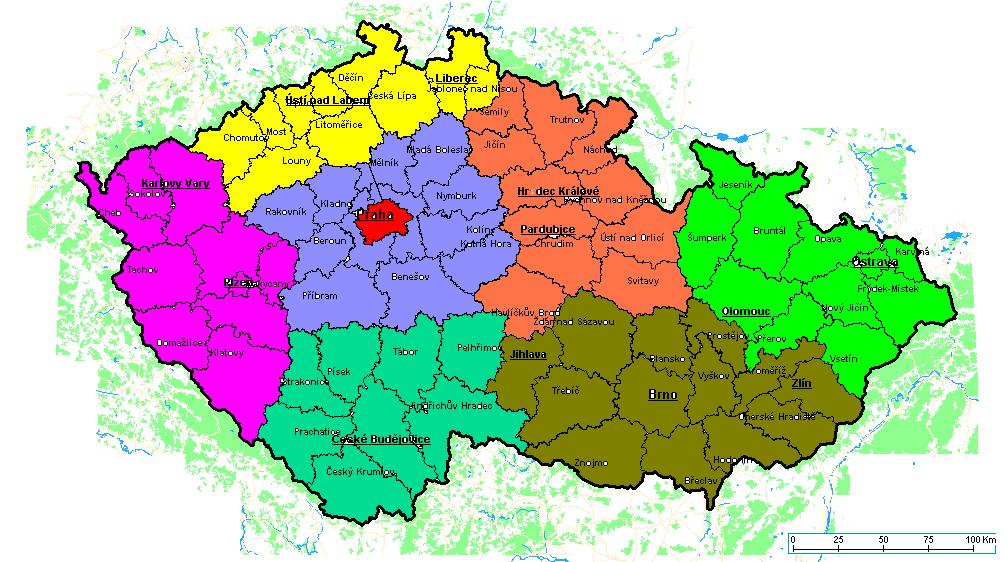 Děčín
Liberec
Ústí nad Labem
Česká Lípa
Jablonec nad Nisou
Semily
Trutnov
Chomutov
Most
Litoměřice
Louny
Mělník
Mladá Boleslav
Jičín
Náchod
Karlovy Vary
Sokolov
Cheb
Rakovník
Kladno
Praha
Nymburk
Hradec Králové
Rychnov nad Kněžnou
Jeseník
Beroun
Kolín
Kutná Hora
Pardubice
Chrudim
Ústí nad Orlicí
Šumperk
Bruntál
Opava
Karviná
Ostrava
Tachov
Plzeň
Rokycany
Benešov
Příbram
Svitavy
Frýdek-Místek
Nový Jičín
Olomouc
Havlíčkův Brod
Žďár nad Sázavou
Domažlice
Klatovy
Strakonice
Písek
Tábor
Pelhřimov
Jihlava
Blansko
Prostějov
Přerov
Vsetín
Třebíč
Brno
Vyškov
Kroměříž
Zlín
Jindřichův Hradec
Uherské Hradiště
Prachatice
České Budějovice
Český Krumlov
Znojmo
Hodonín
Břeclav
0 25 50 75 100 Km